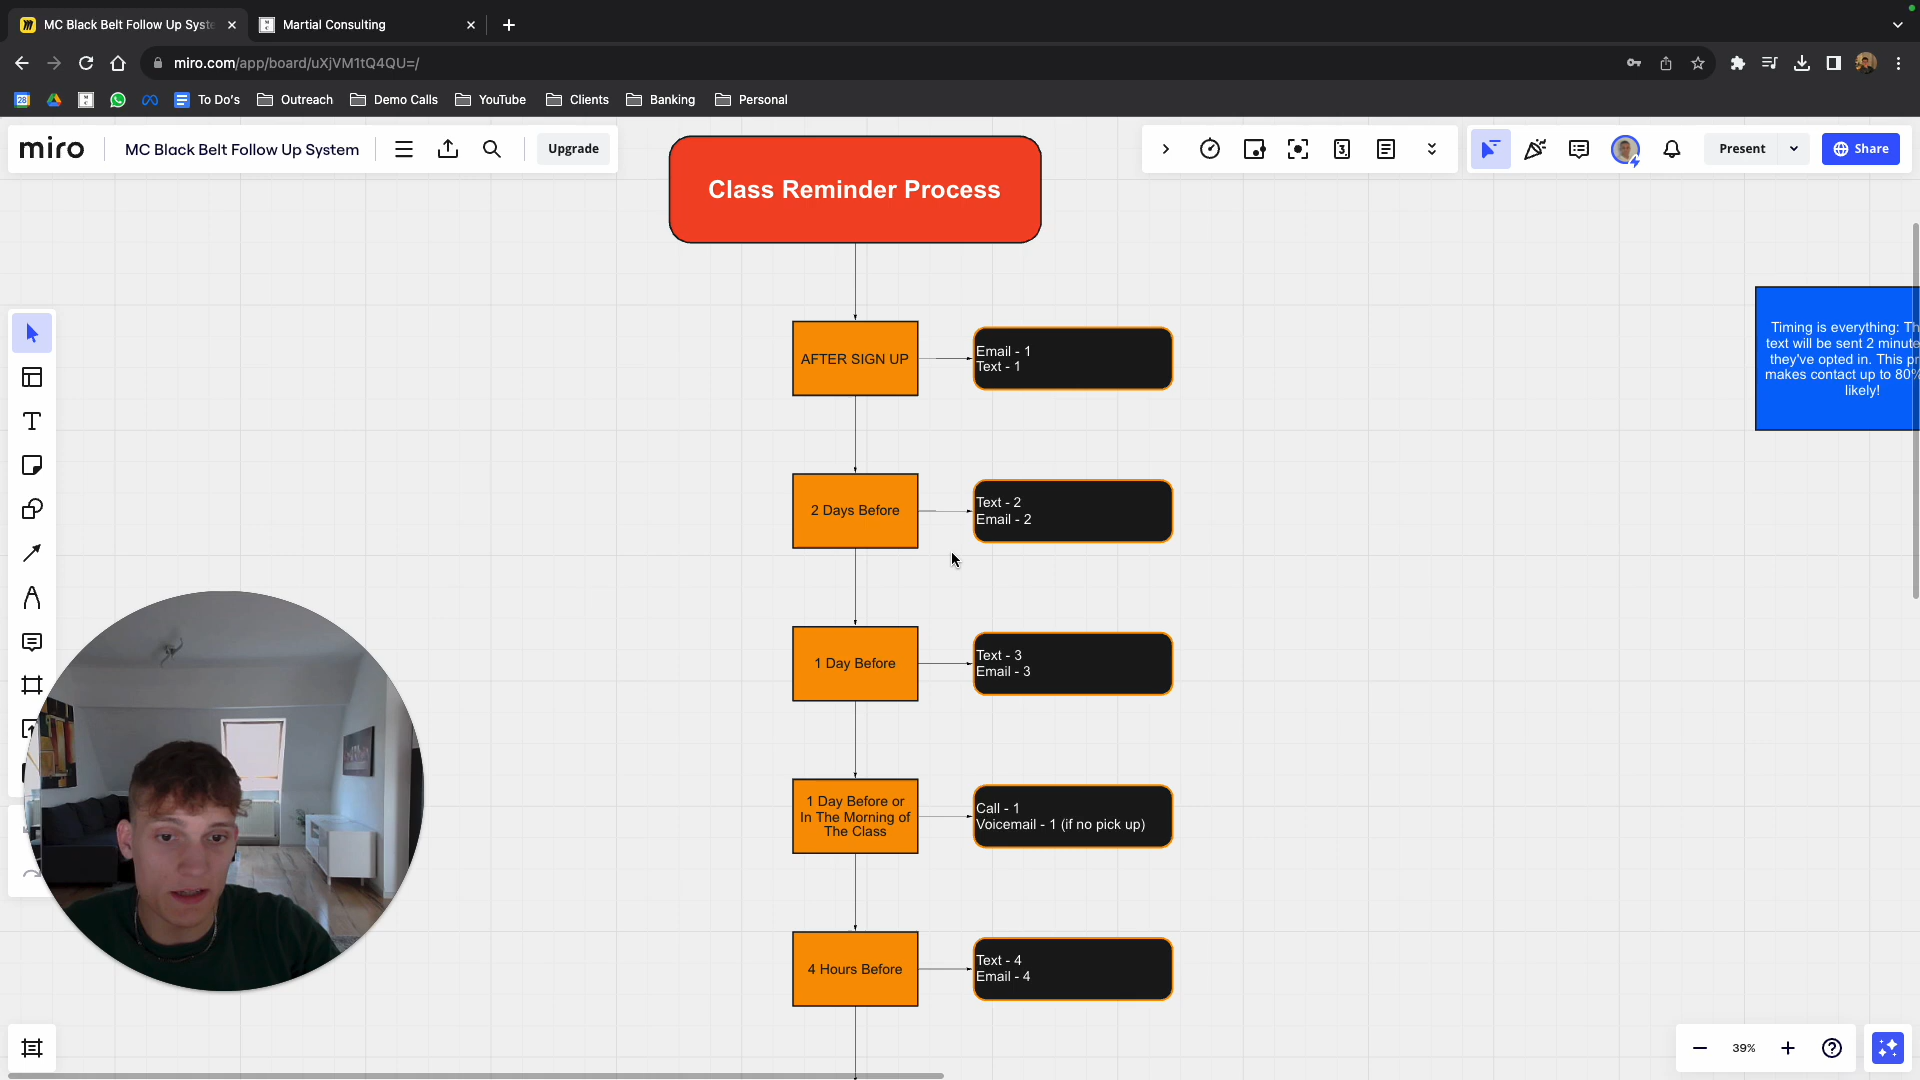 MC Black Belt Follow Up Syste
Martial Consulting
miro.com/app/board/uXjVM1tQ4QU=/
28
To Do's
Outreach
Demo Calls
YouTube
Clients
Banking
Personal
miro
MC Black Belt Follow Up System
Upgrade
3
Present
Share
Class Reminder Process
AFTER SIGN UP
Email - 1
Text - 1
2 Days Before
Text - 2
Email - 2
1 Day Before
Text - 3
Email - 3
1 Day Before or
In The Morning of
The Class
Call - 1
Voicemail - 1 (if no pick up)
4 Hours Before
Text - 4
Email - 4
Timing is everything: Th
text will be sent 2 minute
they've opted in. This pr
makes contact up to 80%
likely!
39%